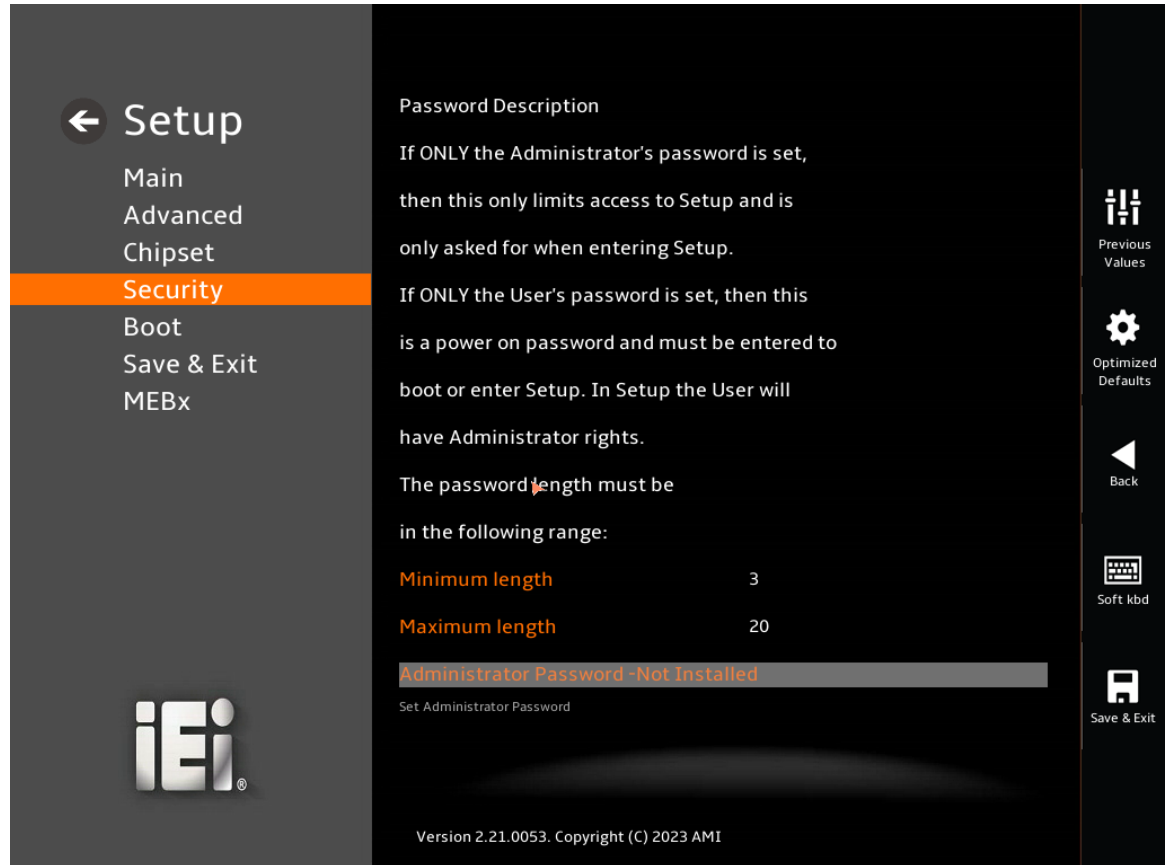 Setup
Main
Advanced
Chipset
Security
Boot
Save & Exit
MEBx
iEi®
Password Description
If ONLY the Administrator's password is set,
then this only limits access to Setup and is
only asked for when entering Setup.
If ONLY the User's password is set, then this
is a power on password and must be entered to
boot or enter Setup. In Setup the User will
have Administrator rights.
The password length must be
in the following range:
Minimum length 3
Maximum length 20
Administrator Password -Not Installed
Set Administrator Password
Version 2.21.0053. Copyright (C) 2023 AMI
Previous
Values
Optimized
Defaults
Back
Soft kbd
Save & Exit